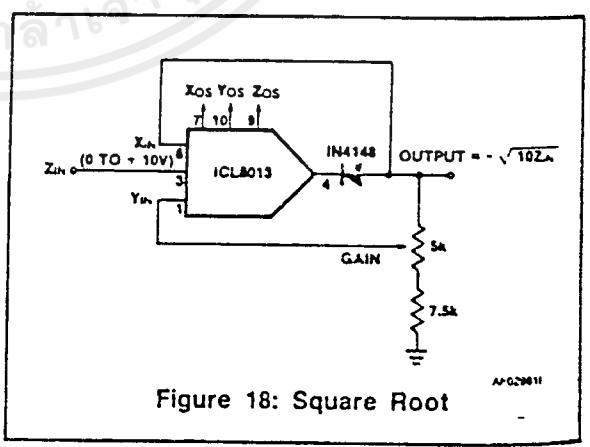 XOS YOS ZOS
7 10 9
XIN
6
ZIN (0 TO + 10V)
3
ICL8013
YIN
1
4
IN4148
OUTPUT = - √10ZIN
GAIN
5k
7.5k
Figure 18: Square Root